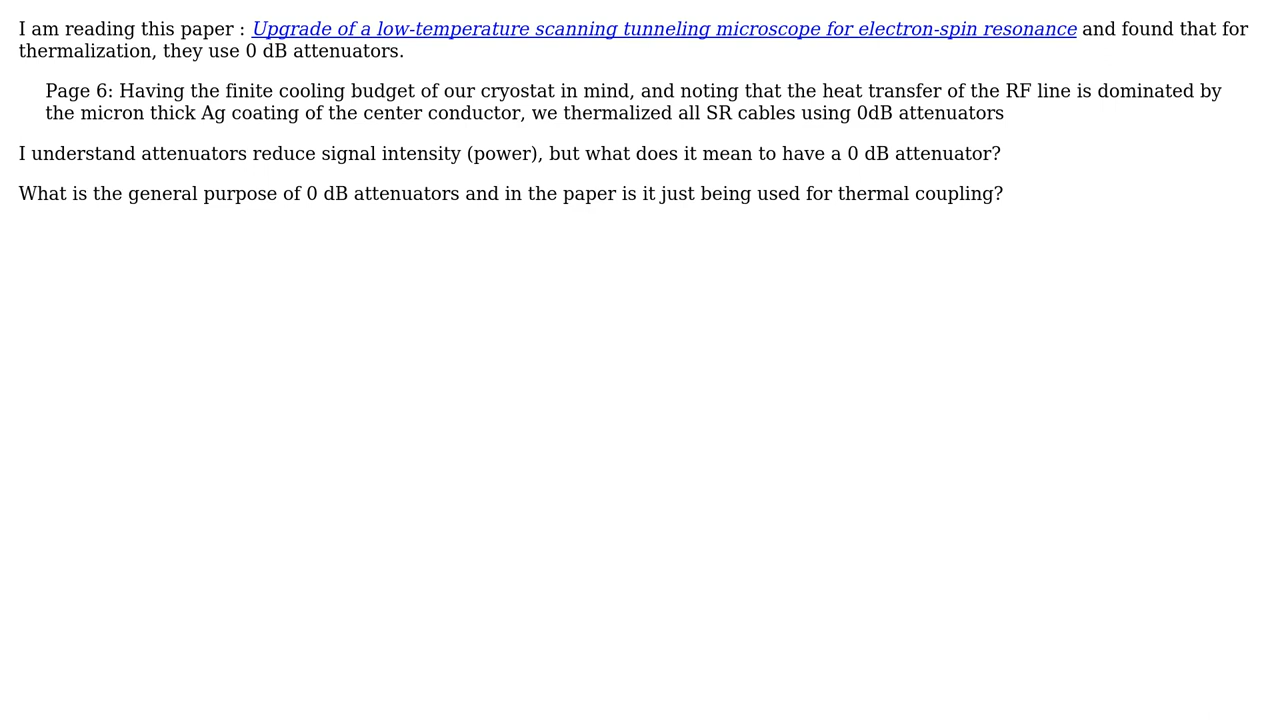 I am reading this paper : Upgrade of a low-temperature scanning tunneling microscope for electron-spin resonance and found that for
thermalization, they use 0 dB attenuators.
Page 6: Having the finite cooling budget of our cryostat in mind, and noting that the heat transfer of the RF line is dominated by
the micron thick Ag coating of the center conductor, we thermalized all SR cables using 0dB attenuators
I understand attenuators reduce signal intensity (power), but what does it mean to have a 0 dB attenuator?
What is the general purpose of 0 dB attenuators and in the paper is it just being used for thermal coupling?